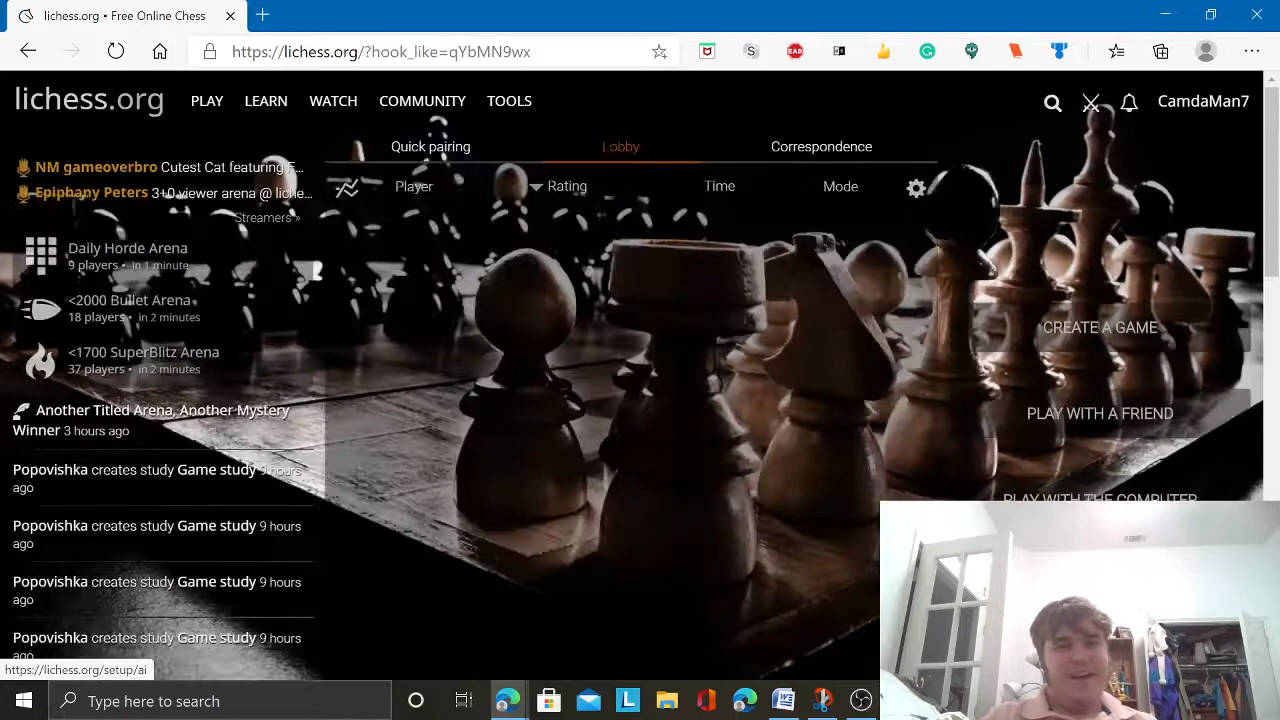 lichess.org • Free Online Chess
https://lichess.org/?hook_like=qYbMN9wx
lichess.org PLAY LEARN WATCH COMMUNITY TOOLS CamdaMan7
Quick pairing Lobby Correspondence
Player Rating Time Mode
NM gameoverbro Cutest Cat featuring F...
Epiphany Peters 3+0 viewer arena @ liche...
Streamers »
Daily Horde Arena
9 players • in 1 minute
<2000 Bullet Arena
18 players • in 2 minutes
<1700 SuperBlitz Arena
37 players • in 2 minutes
Another Titled Arena, Another Mystery
Winner 3 hours ago
Popovishka creates study Game study 9 hours
ago
Popovishka creates study Game study 9 hours
ago
Popovishka creates study Game study 9 hours
ago
Popovishka creates study Game study 9 hours
CREATE A GAME
PLAY WITH A FRIEND
PLAY WITH THE COMPUTER
https://lichess.org/setup/ai
Type here to search